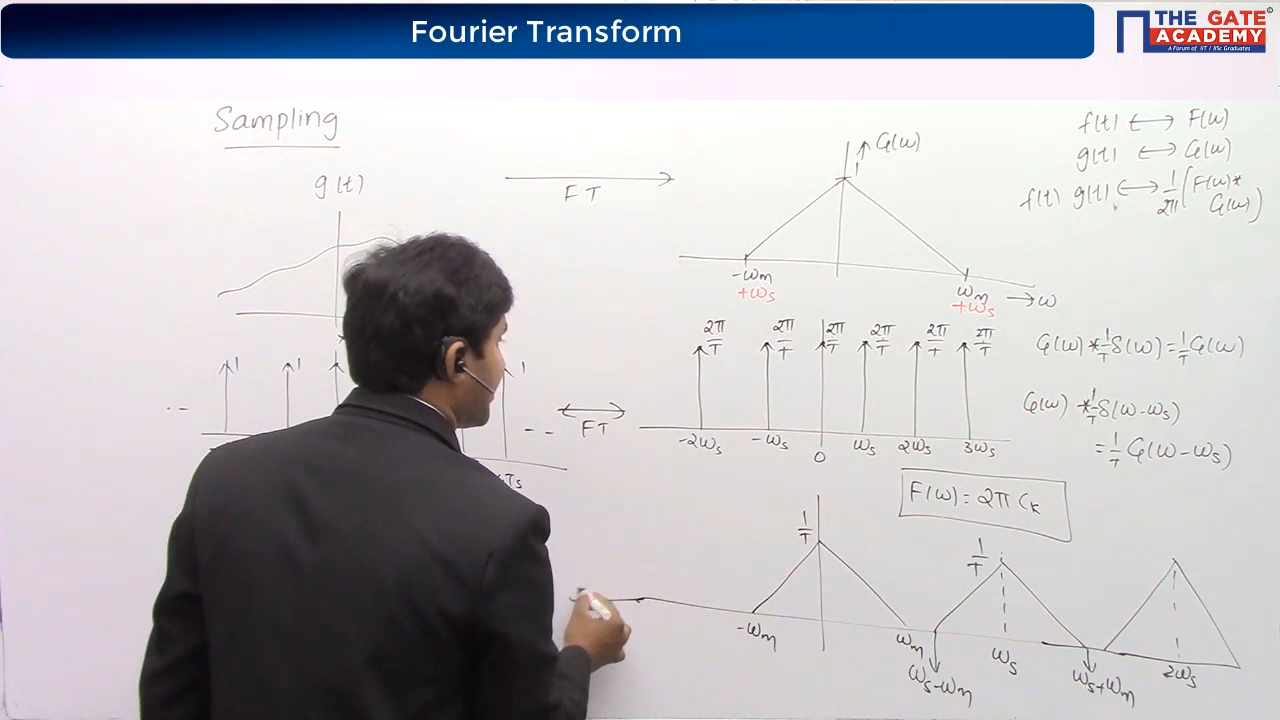 Fourier Transform
THE GATE ACADEMY
A Forum of IIT / IISc Graduates
Sampling
g(t)
FT
G(ω)
1
-ωm
+ωs
ωm
+ωs
→ω
f(t) ↔ F(ω)
g(t) ↔ G(ω)
f(t) g(t) ↔ 1/2π (F(ω)* G(ω))
1 1 1
- -
- -
FT
2π/T 2π/T 2π/T 2π/T 2π/T 2π/T
-2ωs -ωs 0 ωs 2ωs 3ωs
G(ω) * 1/T δ(ω) = 1/T G(ω)
G(ω) * 1/T δ(ω-ωs)
= 1/T G(ω-ωs)
F(ω) = 2π Ck
1/T
1/T
-ωm ωm ωs 2ωs
ωs-ωm ωs+ωm